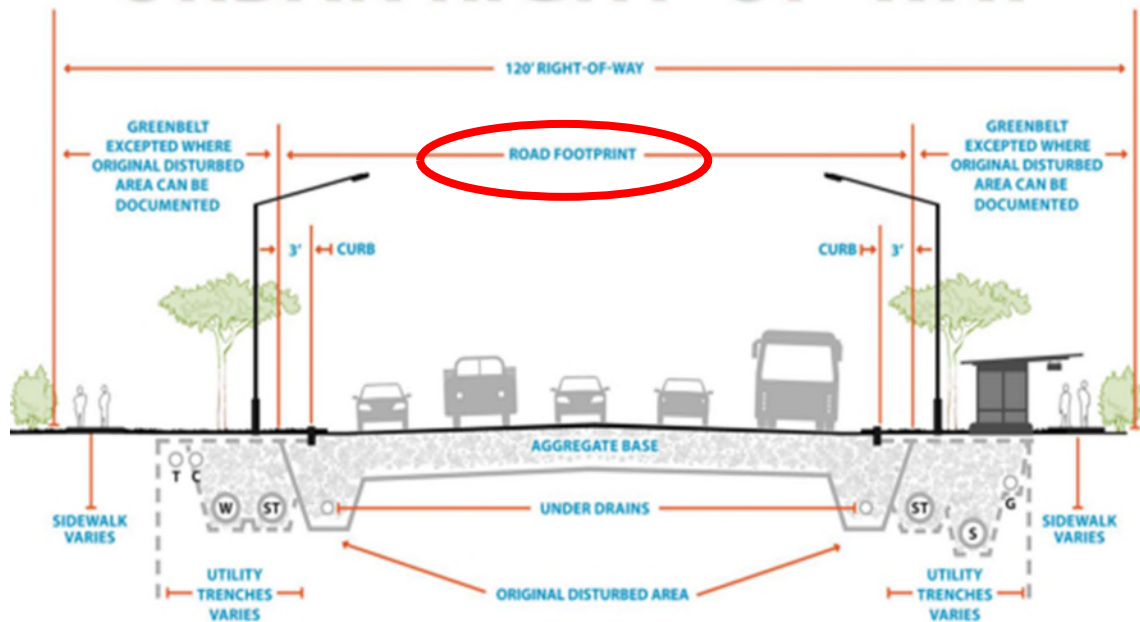 120' RIGHT-OF-WAY
GREENBELT
EXCEPTED WHERE
ORIGINAL DISTURBED
AREA CAN BE
DOCUMENTED
ROAD FOOTPRINT
GREENBELT
EXCEPTED WHERE
ORIGINAL DISTURBED
AREA CAN BE
DOCUMENTED
3'
CURB
CURB
3'
AGGREGATE BASE
T C
W
ST
UNDER DRAINS
ST
S
G
SIDEWALK
VARIES
SIDEWALK
VARIES
UTILITY
TRENCHES
VARIES
ORIGINAL DISTURBED AREA
UTILITY
TRENCHES
VARIES